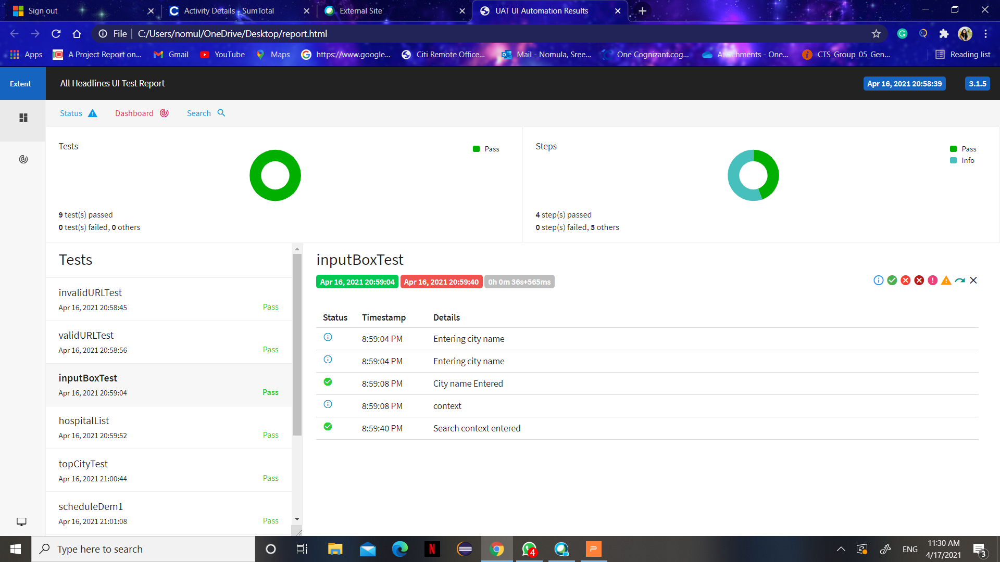 Sign out
Activity Details - SumTotal
External Site
UAT UI Automation Results
File
C:/Users/nomul/OneDrive/Desktop/report.html
Apps
A Project Report on...
Gmail
YouTube
Maps
https://www.google...
Citi Remote Office...
Mail - Nomula, Sree...
One Cognizant.cog...
Attachments - One...
CTS_Group_05_Gen...
Reading list
Extent
All Headlines UI Test Report
Apr 16, 2021 20:58:39
3.1.5
Status
Dashboard
Search
Tests
Pass
9 test(s) passed
0 test(s) failed, 0 others
Steps
Pass
Info
4 step(s) passed
0 step(s) failed, 5 others
Tests
invalidURLTest
Apr 16, 2021 20:58:45
Pass
validURLTest
Apr 16, 2021 20:58:56
Pass
inputBoxTest
Apr 16, 2021 20:59:04
Pass
hospitalList
Apr 16, 2021 20:59:52
Pass
topCityTest
Apr 16, 2021 21:00:44
Pass
scheduleDem1
Apr 16, 2021 21:01:08
Pass
inputBoxTest
Apr 16, 2021 20:59:04
Apr 16, 2021 20:59:40
0h 0m 36s+565ms
Status Timestamp Details
8:59:04 PM Entering city name
8:59:04 PM Entering city name
8:59:08 PM City name Entered
8:59:08 PM context
8:59:40 PM Search context entered
Type here to search
4
ENG
11:30 AM
4/17/2021
3